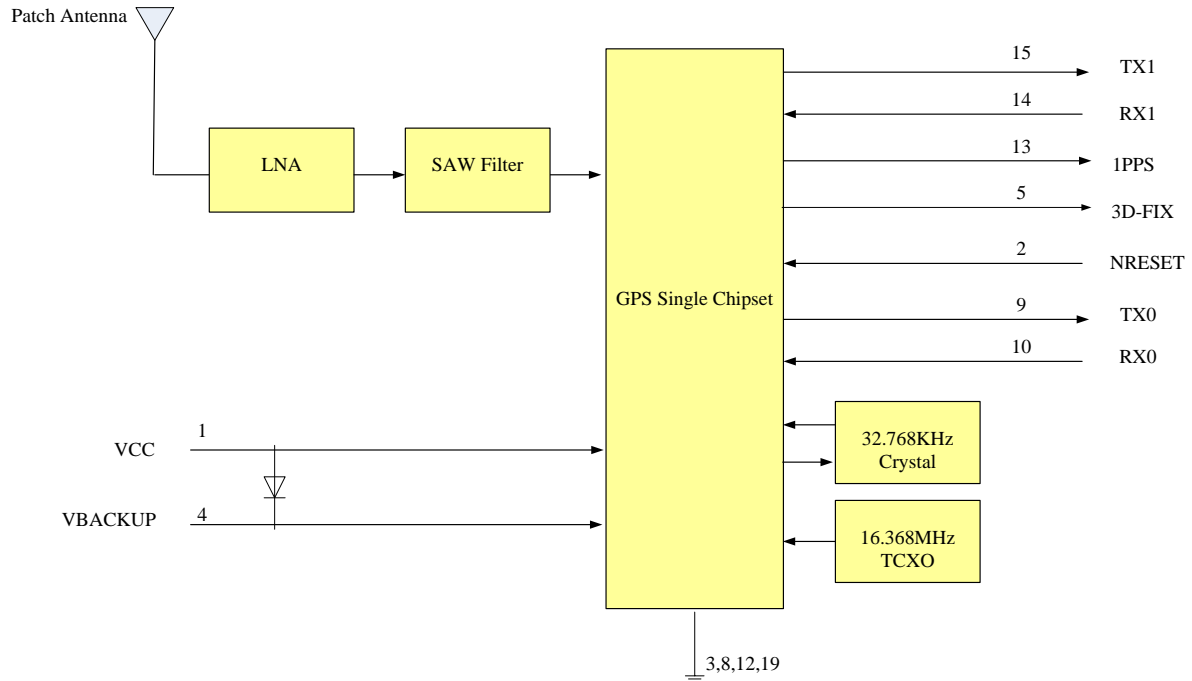 Patch Antenna
LNA
SAW Filter
GPS Single Chipset
15
TX1
14
RX1
13
1PPS
5
3D-FIX
2
NRESET
9
TX0
10
RX0
32.768KHz
Crystal
16.368MHz
TCXO
VCC
1
VBACKUP
4
3,8,12,19